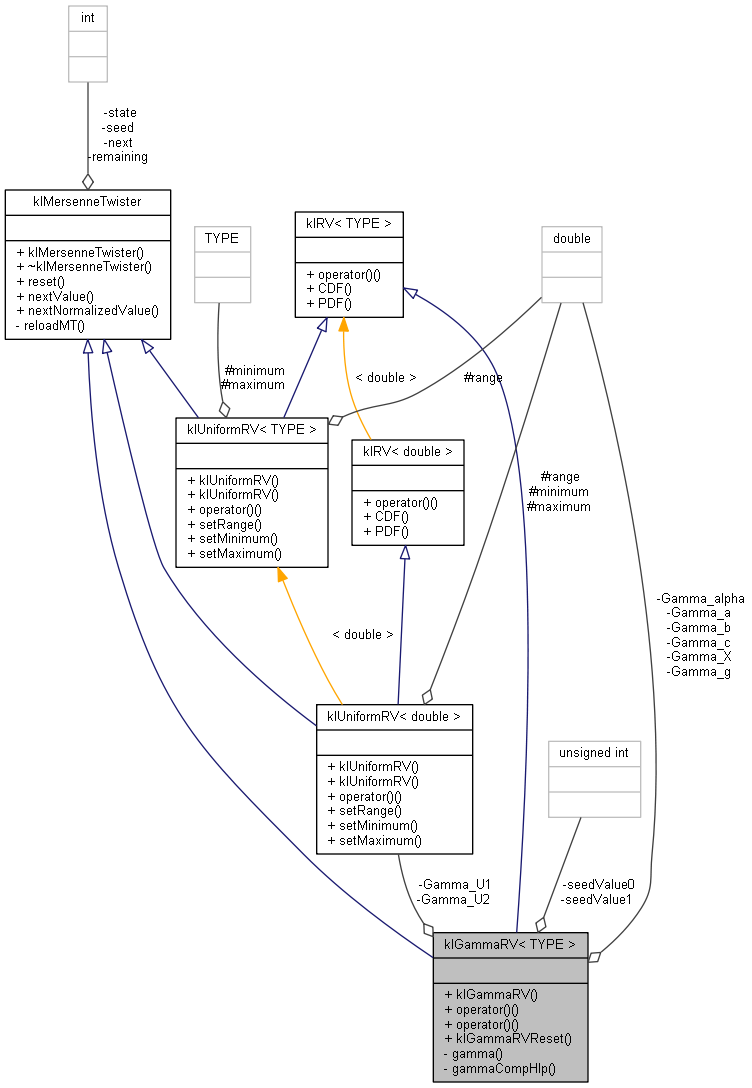 int
-state
-seed
-next
-remaining
klMersenneTwister
+ klMersenneTwister()
+ ~klMersenneTwister()
+ reset()
+ nextValue()
+ nextNormalizedValue()
- reloadMT()
TYPE
klRV< TYPE >
+ operator()()
+ CDF()
+ PDF()
double
#minimum
#maximum
< double >
#range
klUniformRV< TYPE >
+ klUniformRV()
+ klUniformRV()
+ operator()()
+ setRange()
+ setMinimum()
+ setMaximum()
klRV< double >
+ operator()()
+ CDF()
+ PDF()
#range
#minimum
#maximum
-Gamma_alpha
-Gamma_a
-Gamma_b
-Gamma_c
-Gamma_X
-Gamma_g
< double >
klUniformRV< double >
+ klUniformRV()
+ klUniformRV()
+ operator()()
+ setRange()
+ setMinimum()
+ setMaximum()
unsigned int
-Gamma_U1
-Gamma_U2
-seedValue0
-seedValue1
klGammaRV< TYPE >
+ klGammaRV()
+ operator()()
+ operator()()
+ klGammaRVReset()
- gamma()
- gammaCompHlp()